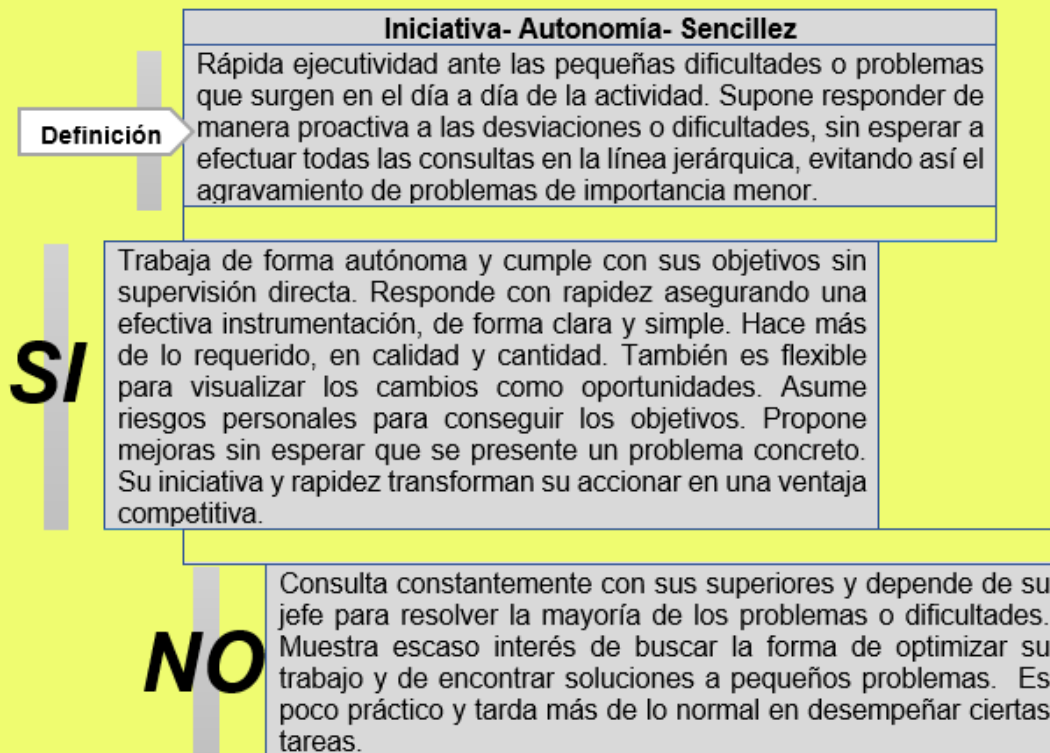 Iniciativa- Autonomía- Sencillez
Definición
Rápida ejecutividad ante las pequeñas dificultades o problemas
que surgen en el día a día de la actividad. Supone responder de
manera proactiva a las desviaciones o dificultades, sin esperar a
efectuar todas las consultas en la línea jerárquica, evitando así el
agravamiento de problemas de importancia menor.
SI
Trabaja de forma autónoma y cumple con sus objetivos sin
supervisión directa. Responde con rapidez asegurando una
efectiva instrumentación, de forma clara y simple. Hace más
de lo requerido, en calidad y cantidad. También es flexible
para visualizar los cambios como oportunidades. Asume
riesgos personales para conseguir los objetivos. Propone
mejoras sin esperar que se presente un problema concreto.
Su iniciativa y rapidez transforman su accionar en una ventaja
competitiva.
NO
Consulta constantemente con sus superiores y depende de su
jefe para resolver la mayoría de los problemas o dificultades.
Muestra escaso interés de buscar la forma de optimizar su
trabajo y de encontrar soluciones a pequeños problemas. Es
poco práctico y tarda más de lo normal en desempeñar ciertas
tareas.